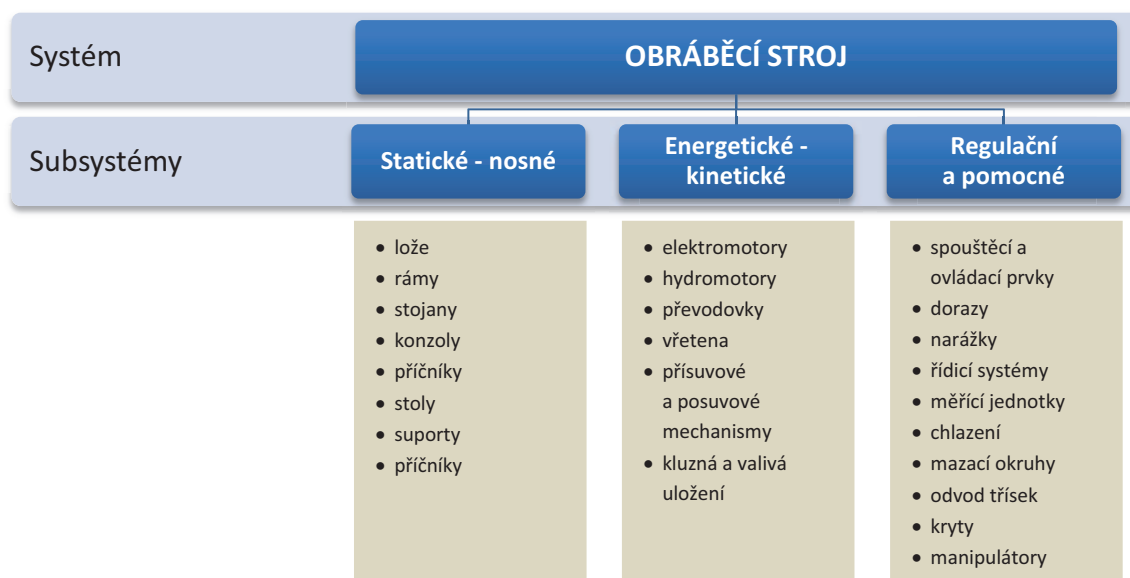 Systém
OBRÁBĚCÍ STROJ
Subsystémy
Statické - nosné
Energetické -
kinetické
Regulační
a pomocné
• lože
• rámy
• stojany
• konzoly
• příčníky
• stoly
• suporty
• příčníky
• elektromotory
• hydromotory
• převodovky
• vřetena
• přísuvové
a posuvové
mechanismy
• kluzná a valivá
uložení
• spouštěcí a
ovládací prvky
• dorazy
• narážky
• řídicí systémy
• měřící jednotky
• chlazení
• mazací okruhy
• odvod třísek
• kryty
• manipulátory